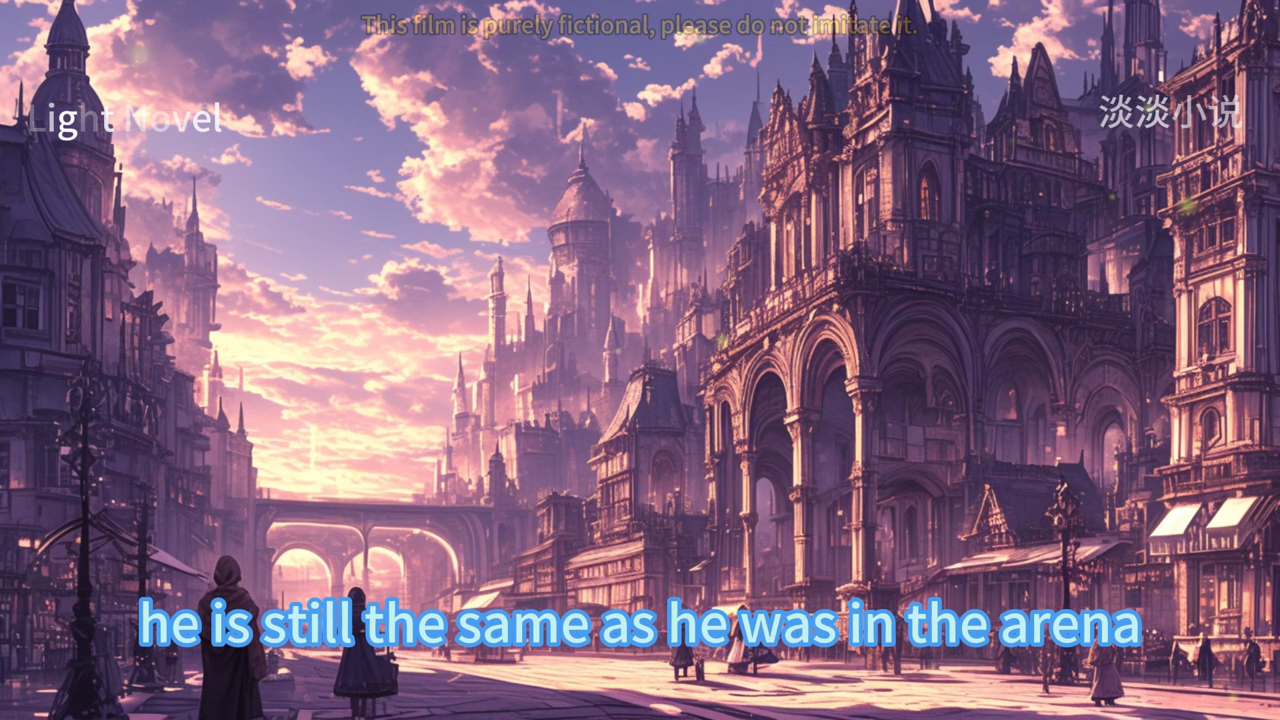 This film is purely fictional, please do not imitate it.
Light Novel
淡淡小说
he is still the same as he was in the arena